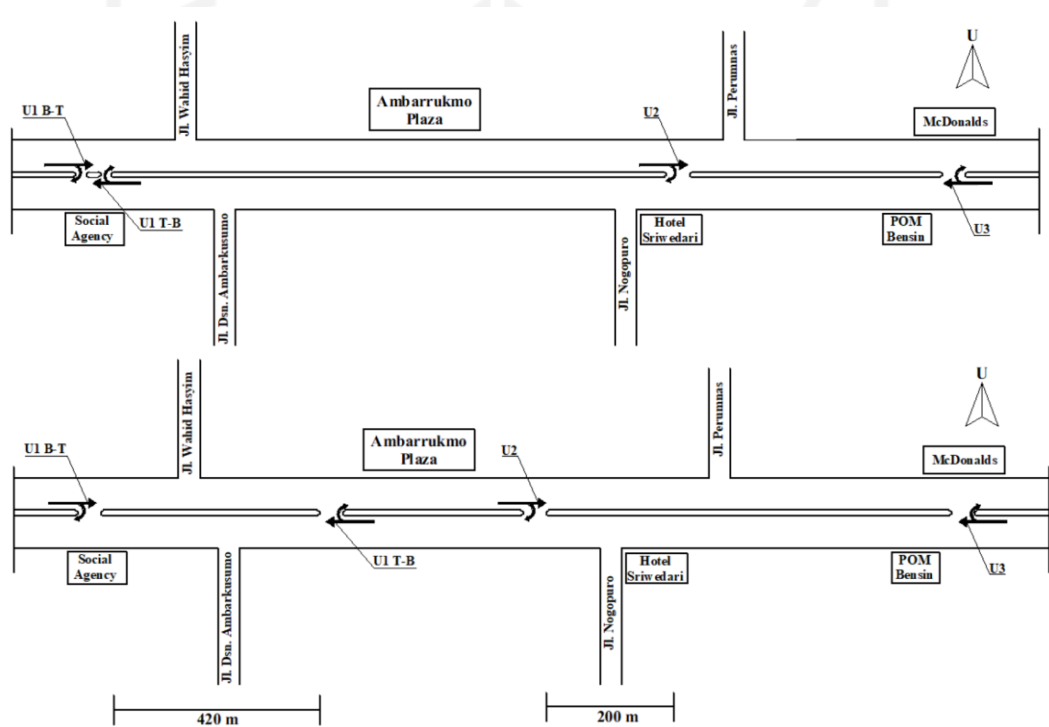 Jl. Wahid Hasyim
Jl. Perumnas
U
U1 B-T
Ambarrukmo
Plaza
U2
McDonalds
Social
Agency
U1 T-B
Hotel
Sriwedari
POM
Bensin
U3
Jl. Dsn. Ambarkusumo
Jl. Nogopuro
Jl. Wahid Hasyim
Jl. Perumnas
U
U1 B-T
Ambarrukmo
Plaza
U2
McDonalds
Social
Agency
U1 T-B
Hotel
Sriwedari
POM
Bensin
U3
Jl. Dsn. Ambarkusumo
Jl. Nogopuro
420 m
200 m